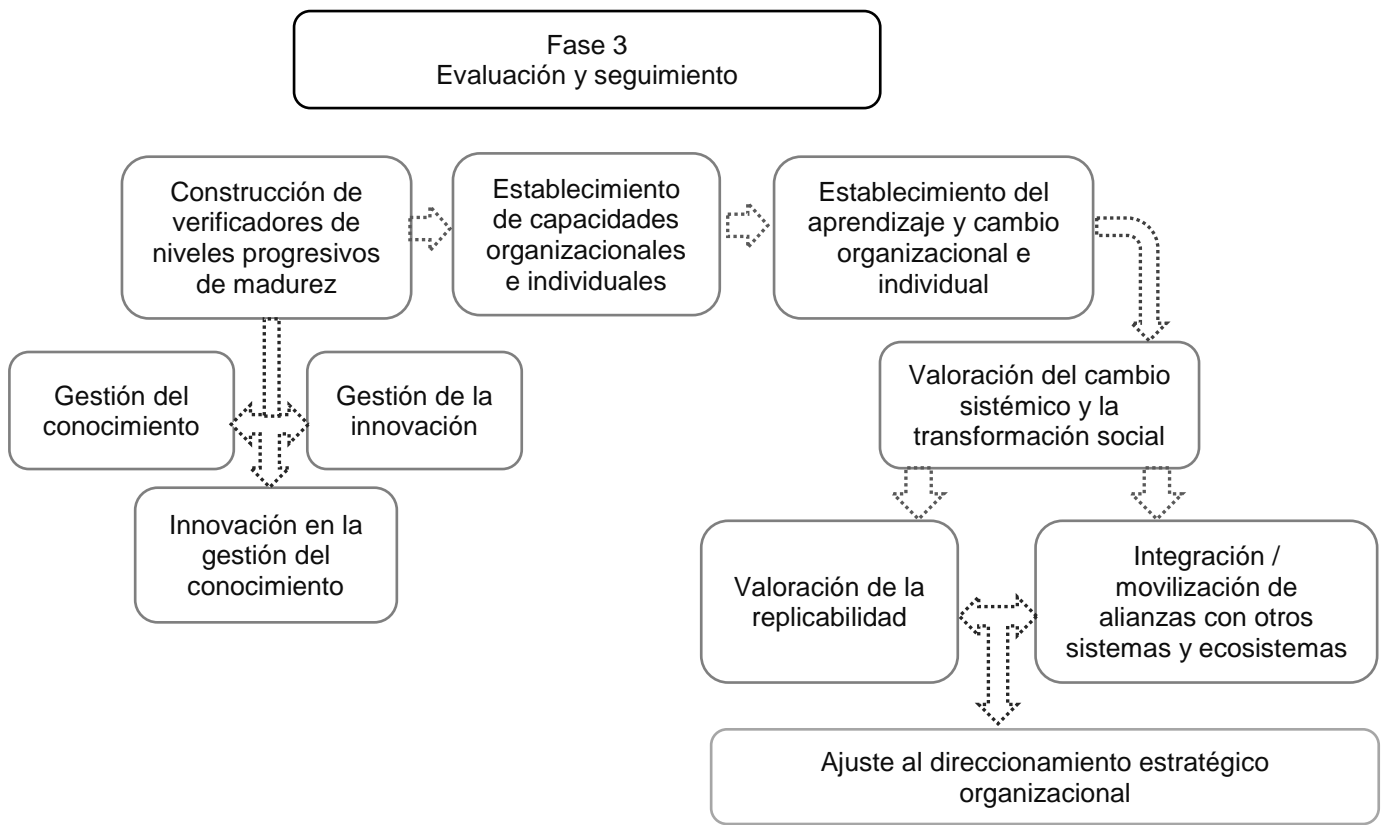 Fase 3
Evaluación y seguimiento
Construcción de
verificadores de
niveles progresivos
de madurez
Establecimiento
de capacidades
organizacionales
e individuales
Establecimiento del
aprendizaje y cambio
organizacional e
individual
Gestión del
conocimiento
Gestión de la
innovación
Innovación en la
gestión del
conocimiento
Valoración del cambio
sistémico y la
transformación social
Valoración de la
replicabilidad
Integración /
movilización de
alianzas con otros
sistemas y ecosistemas
Ajuste al direccionamiento estratégico
organizacional